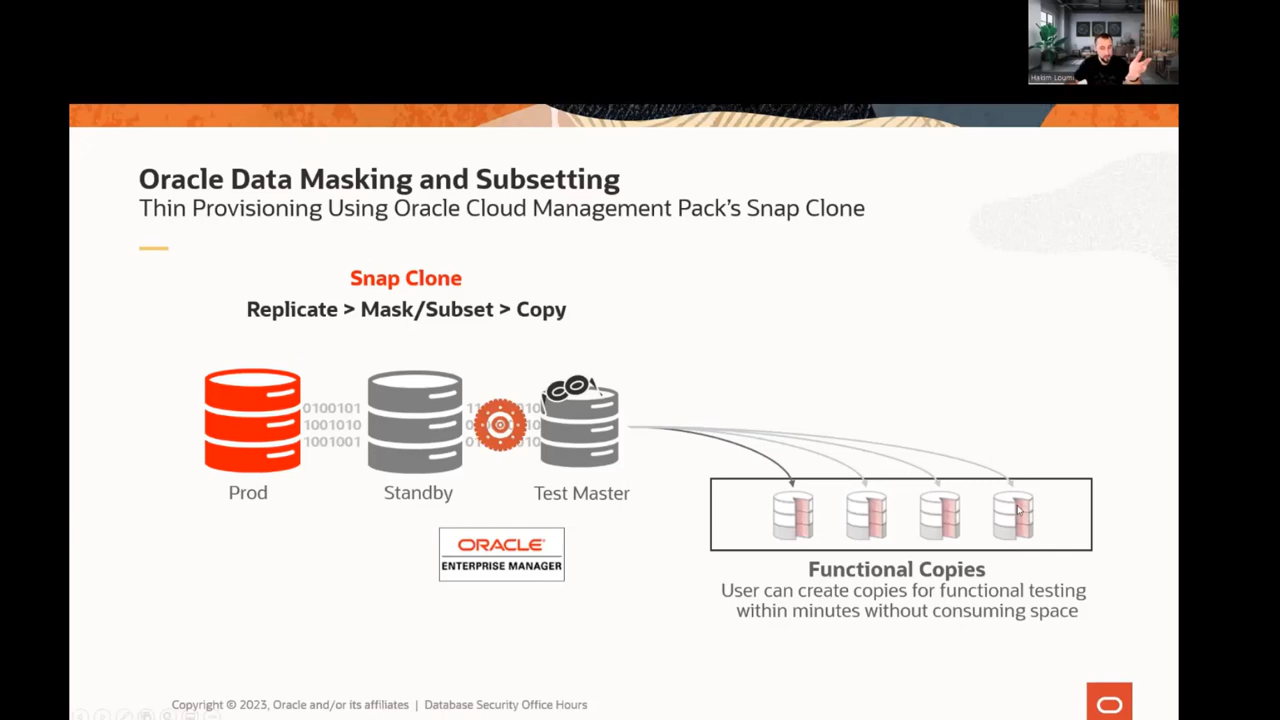 Hakim Loumi
Oracle Data Masking and Subsetting
Thin Provisioning Using Oracle Cloud Management Pack's Snap Clone
Snap Clone
Replicate > Mask/Subset > Copy
0100101
1001010
1001001
Prod
Standby
Test Master
ORACLE
ENTERPRISE MANAGER
Functional Copies
User can create copies for functional testing
within minutes without consuming space
Copyright © 2023, Oracle and/or its affiliates | Database Security Office Hours